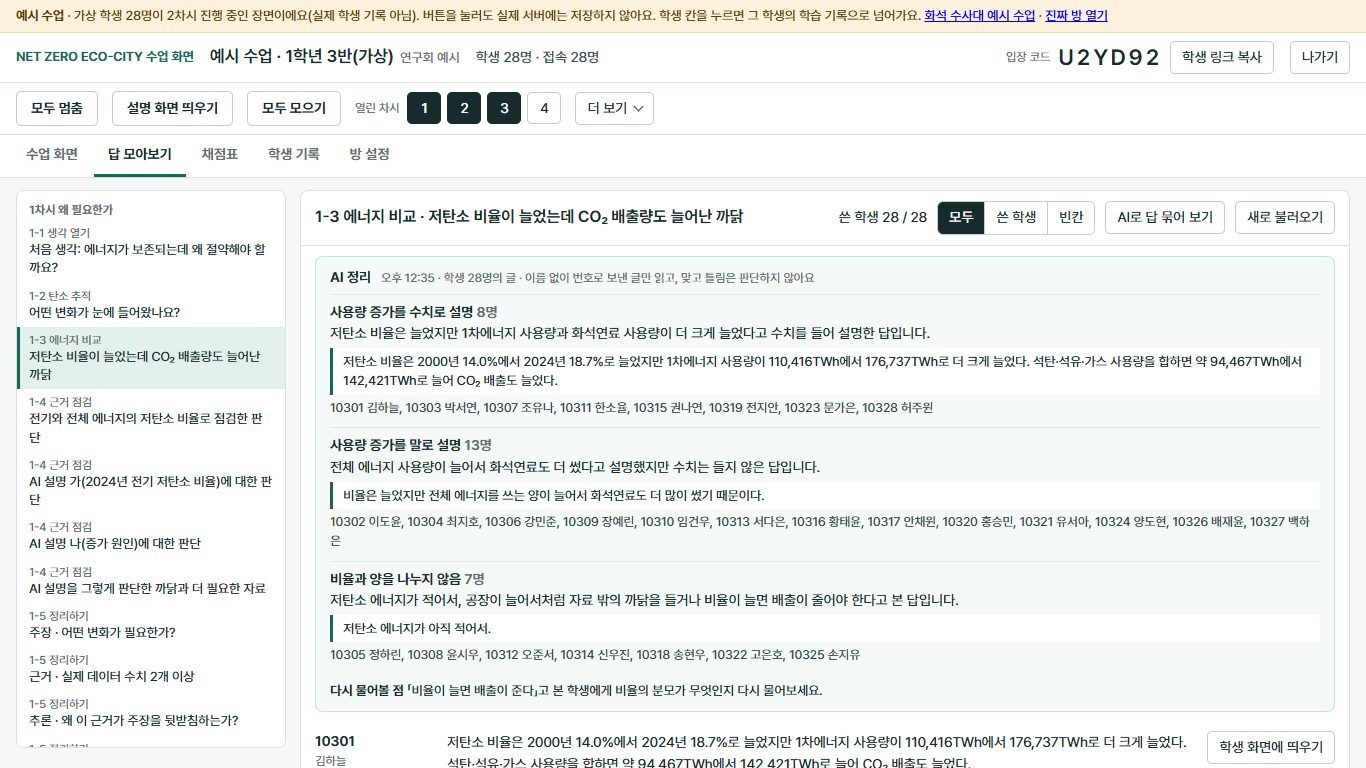 예시 수업 · 가상 학생 28명이 2차시 진행 중인 장면이에요(실제 학생 기록 아님). 버튼을 눌러도 실제 서버에는 저장하지 않아요. 학생 칸을 누르면 그 학생의 학습 기록으로 넘어가요. 화석 수사대 예시 수업 · 진짜 방 열기
NET ZERO ECO-CITY 수업 화면 예시 수업 · 1학년 3반(가상) 연구회 예시 학생 28명 · 접속 28명 입장 코드 U2YD92 학생 링크 복사 나가기
모두 멈춤 설명 화면 띄우기 모두 모으기 열린 차시 1 2 3 4 더 보기
수업 화면 답 모아보기 채점표 학생 기록 방 설정
1차시 왜 필요한가
1-1 생각 열기
처음 생각: 에너지가 보존되는데 왜 절약해야 할
까요?
1-2 탄소 추적
어떤 변화가 눈에 들어왔나요?
1-3 에너지 비교
저탄소 비율이 늘었는데 CO₂ 배출량도 늘어난
까닭
1-4 근거 점검
전기와 전체 에너지의 저탄소 비율로 점검한 판
단
1-4 근거 점검
AI 설명 가(2024년 전기 저탄소 비율)에 대한 판
단
1-4 근거 점검
AI 설명 나(증가 원인)에 대한 판단
1-4 근거 점검
AI 설명을 그렇게 판단한 까닭과 더 필요한 자료
1-5 정리하기
주장 · 어떤 변화가 필요한가?
1-5 정리하기
근거 · 실제 데이터 수치 2개 이상
1-5 정리하기
추론 · 왜 이 근거가 주장을 뒷받침하는가?
1-5 정리하기
1-3 에너지 비교 · 저탄소 비율이 늘었는데 CO₂ 배출량도 늘어난 까닭 쓴 학생 28 / 28 모두 쓴 학생 빈칸 AI로 답 묶어 보기 새로 불러오기
AI 정리 오후 12:35 · 학생 28명의 글 · 이름 없이 번호로 보낸 글만 읽고, 맞고 틀림은 판단하지 않아요
사용량 증가를 수치로 설명 8명
저탄소 비율은 늘었지만 1차에너지 사용량과 화석연료 사용량이 더 크게 늘었다고 수치를 들어 설명한 답입니다.
저탄소 비율은 2000년 14.0%에서 2024년 18.7%로 늘었지만 1차에너지 사용량이 110,416TWh에서 176,737TWh로 더 크게 늘었다. 석탄·석유·가스 사용량을 합하면 약 94,467TWh에서
142,421TWh로 늘어 CO₂ 배출도 늘었다.
10301 김하늘, 10303 박서연, 10307 조유나, 10311 한소율, 10315 권나연, 10319 전지안, 10323 문가은, 10328 허주원
사용량 증가를 말로 설명 13명
전체 에너지 사용량이 늘어서 화석연료도 더 썼다고 설명했지만 수치는 들지 않은 답입니다.
비율은 늘었지만 전체 에너지를 쓰는 양이 늘어서 화석연료도 더 많이 썼기 때문이다.
10302 이도윤, 10304 최지호, 10306 강민준, 10309 장예린, 10310 임건우, 10313 서다은, 10316 황태윤, 10317 안채원, 10320 홍승민, 10321 유서아, 10324 양도현, 10326 배재윤, 10327 백하
은
비율과 양을 나누지 않음 7명
저탄소 에너지가 적어서, 공장이 늘어서처럼 자료 밖의 까닭을 들거나 비율이 늘면 배출이 줄어야 한다고 본 답입니다.
저탄소 에너지가 아직 적어서.
10305 정하린, 10308 윤시우, 10312 오준서, 10314 신우진, 10318 송현우, 10322 고은호, 10325 손지유
다시 물어볼 점 「비율이 늘면 배출이 준다」고 본 학생에게 비율의 분모가 무엇인지 다시 물어보세요.
10301 저탄소 비율은 2000년 14.0%에서 2024년 18.7%로 늘었지만 1차에너지 사용량이 110,416TWh에서 176,737TWh로 더 크게 늘었다. 학생 화면에 띄우기
김하늘 석탄·석유·가스 사용량을 합하면 약 94,467TWh에서 142,421TWh로 늘어 CO₂ 배출도 늘었다.